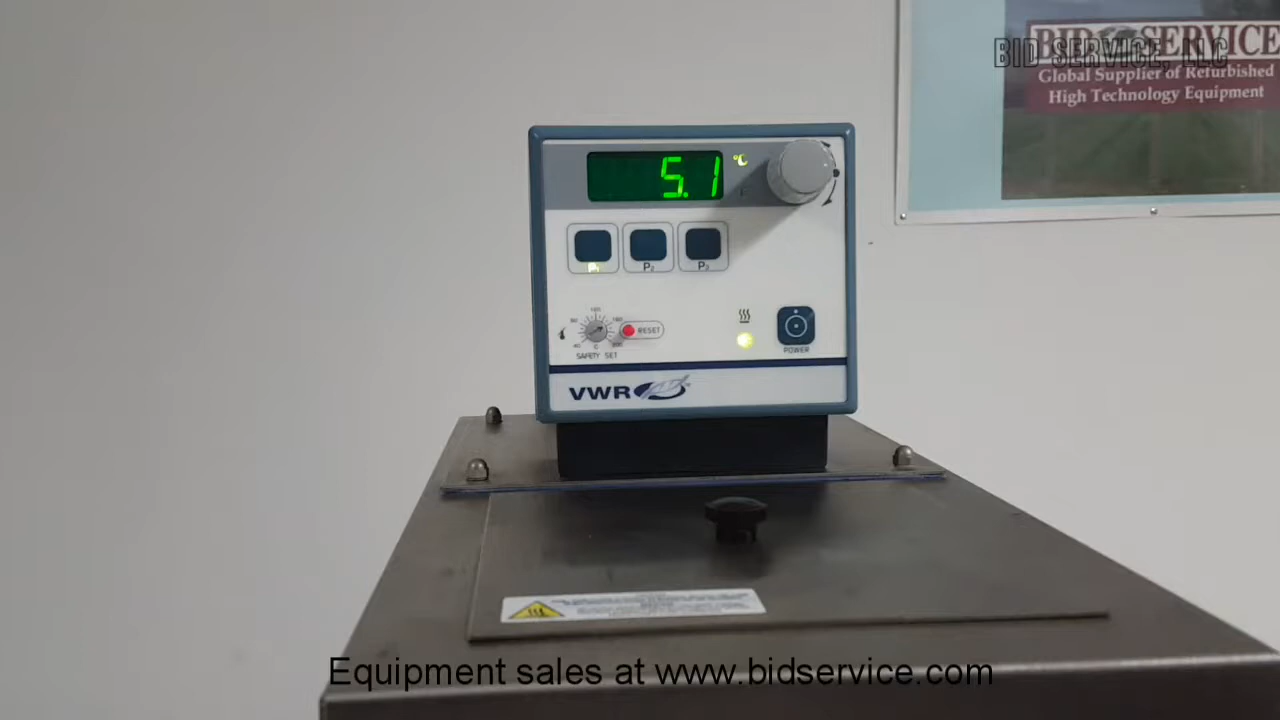 BID SERVICE, LLC
BID SERVICE
Global Supplier of Refurbished
High Technology Equipment
5.1 °C
P1 P2 P3
RESET
SAFETY SET
POWER
VWR
Equipment sales at www.bidservice.com